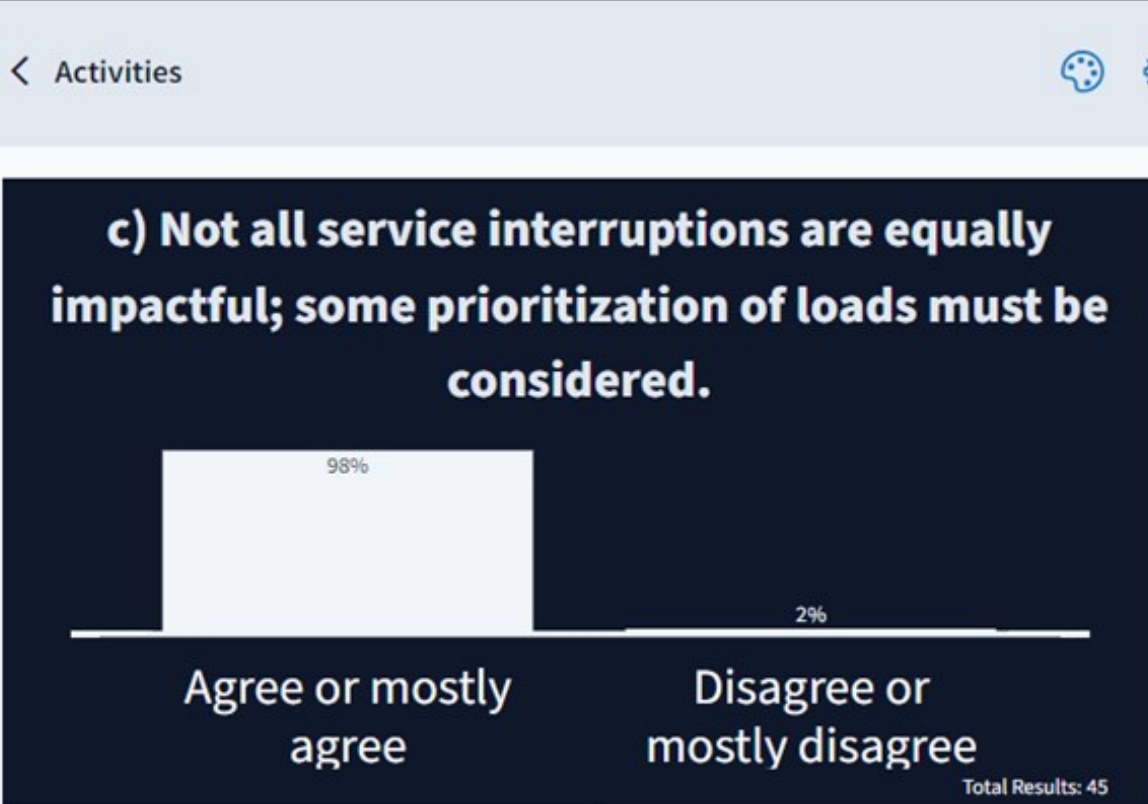 Activities
c) Not all service interruptions are equally
impactful; some prioritization of loads must be
considered.
98%
2%
Agree or mostly
agree
Disagree or
mostly disagree
Total Results: 45